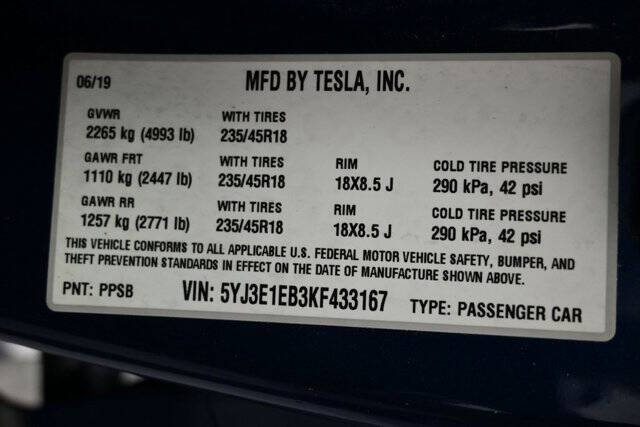 06/19 MFD BY TESLA, INC.
GVWR WITH TIRES
2265 kg (4993 lb) 235/45R18
GAWR FRT WITH TIRES RIM COLD TIRE PRESSURE
1110 kg (2447 lb) 235/45R18 18X8.5 J 290 kPa, 42 psi
GAWR RR WITH TIRES RIM COLD TIRE PRESSURE
1257 kg (2771 lb) 235/45R18 18X8.5 J 290 kPa, 42 psi
THIS VEHICLE CONFORMS TO ALL APPLICABLE U.S. FEDERAL MOTOR VEHICLE SAFETY, BUMPER, AND
THEFT PREVENTION STANDARDS IN EFFECT ON THE DATE OF MANUFACTURE SHOWN ABOVE.
PNT: PPSB VIN: 5YJ3E1EB3KF433167 TYPE: PASSENGER CAR